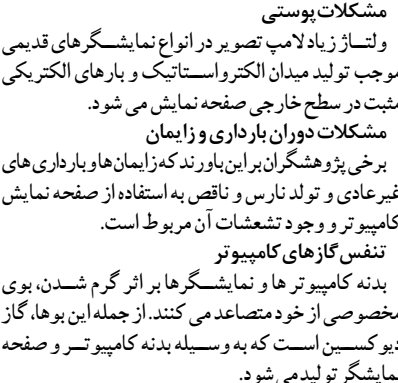 مشکلات پوستی
ولتاژ زیاد لامپ تصویر در انواع نمایشگرهای قدیمی
موجب تولید میدان الکترواستاتیک و بارهای الکتریکی
مثبت در سطح خارجی صفحه نمایش می شود.
مشکلات دوران بارداری و زایمان
برخی پژوهشگران بر این باورند که زایمان‌ها و بارداری های
غیرعادی و تولد نارس و ناقص به استفاده از صفحه نمایش
کامپیوتر و وجود تشعشات آن مربوط است.
تنفس گازهای کامپیوتر
بدنه کامپیوتر ها و نمایشگرها بر اثر گرم شدن، بوی
مخصوصی از خود متصاعد می کنند. از جمله این بوها، گاز
دیوکسین است که به وسیله بدنه کامپیوتر و صفحه
نمایشگر تولید می شود.